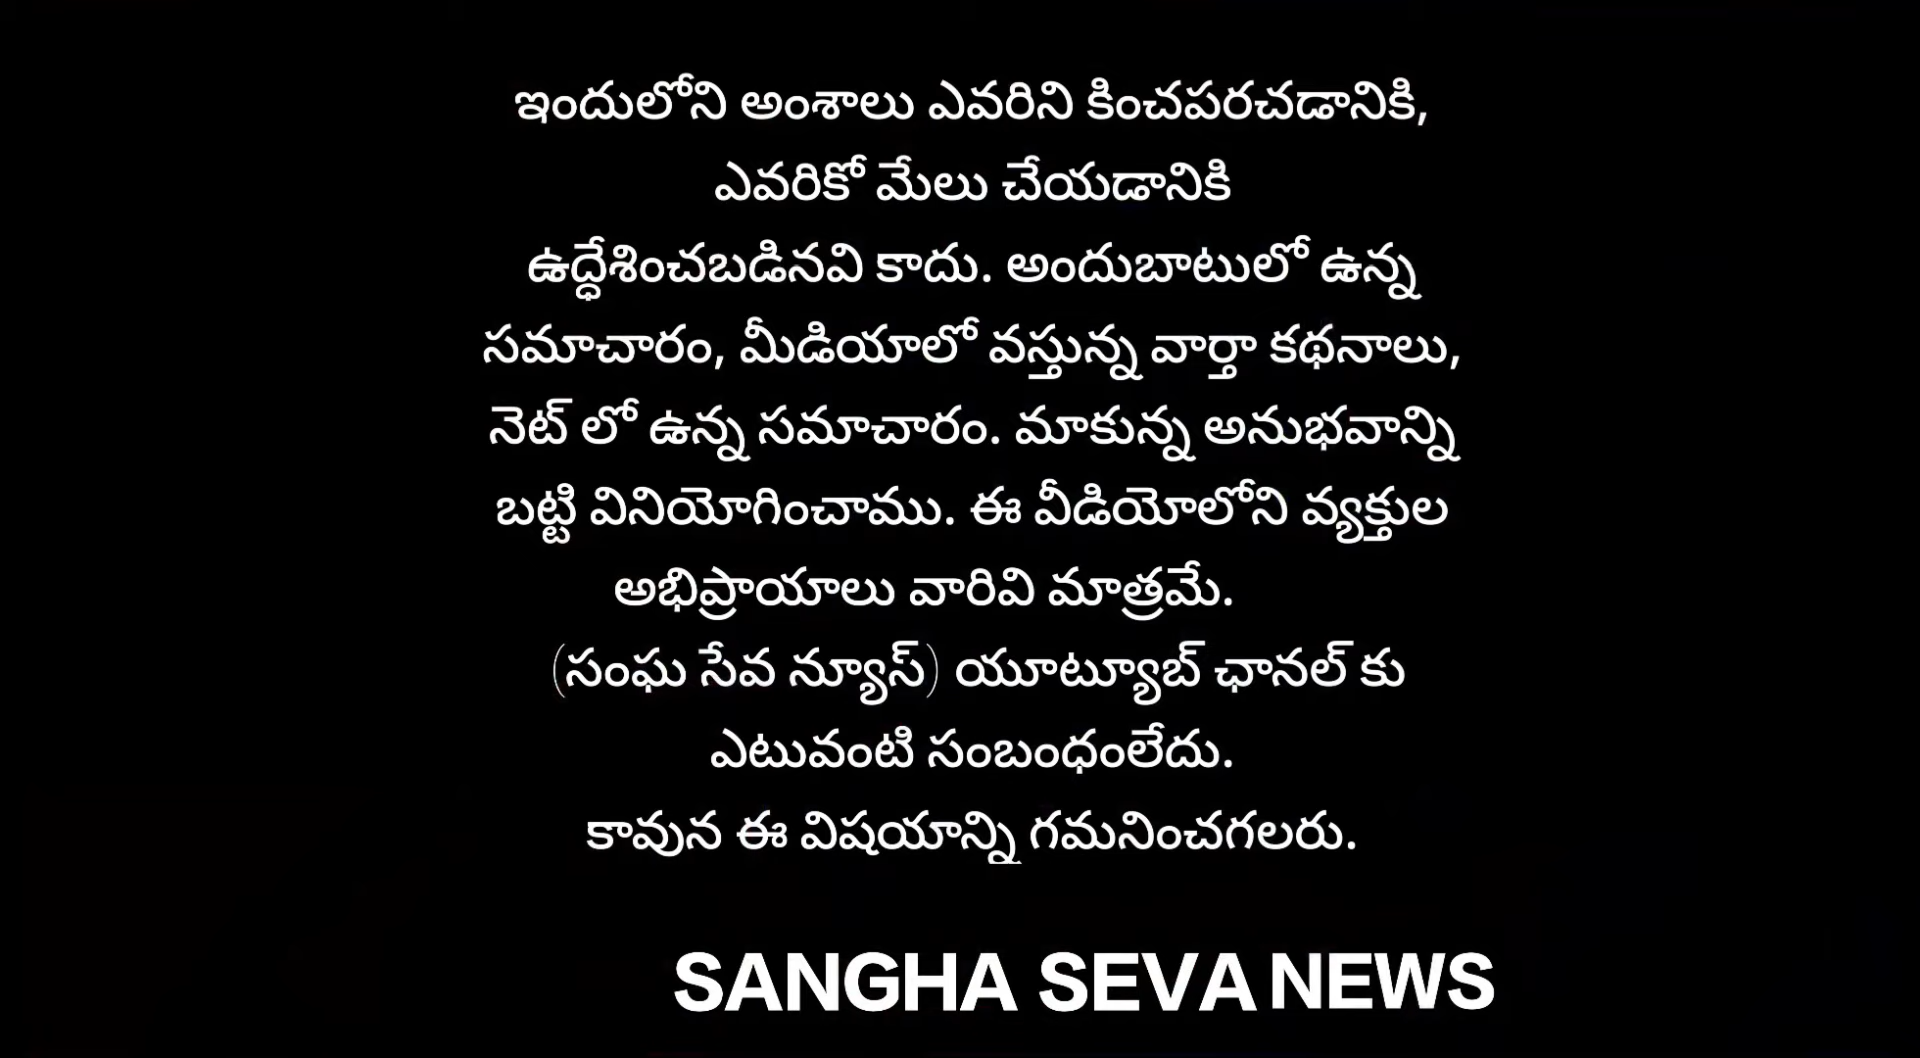 ఇందులోని అంశాలు ఎవరిని కించపరచడానికి,
ఎవరికో మేలు చేయడానికి
ఉద్ధేశించబడినవి కాదు. అందుబాటులో ఉన్న
సమాచారం, మీడియాలో వస్తున్న వార్తా కథనాలు,
నెట్ లో ఉన్న సమాచారం. మాకున్న అనుభవాన్ని
బట్టి వినియోగించాము. ఈ వీడియోలోని వ్యక్తుల
అభిప్రాయాలు వారివి మాత్రమే.
(సంఘ సేవ న్యూస్) యూట్యూబ్ ఛానల్ కు
ఎటువంటి సంబంధంలేదు.
కావున ఈ విషయాన్ని గమనించగలరు.
SANGHA SEVA NEWS